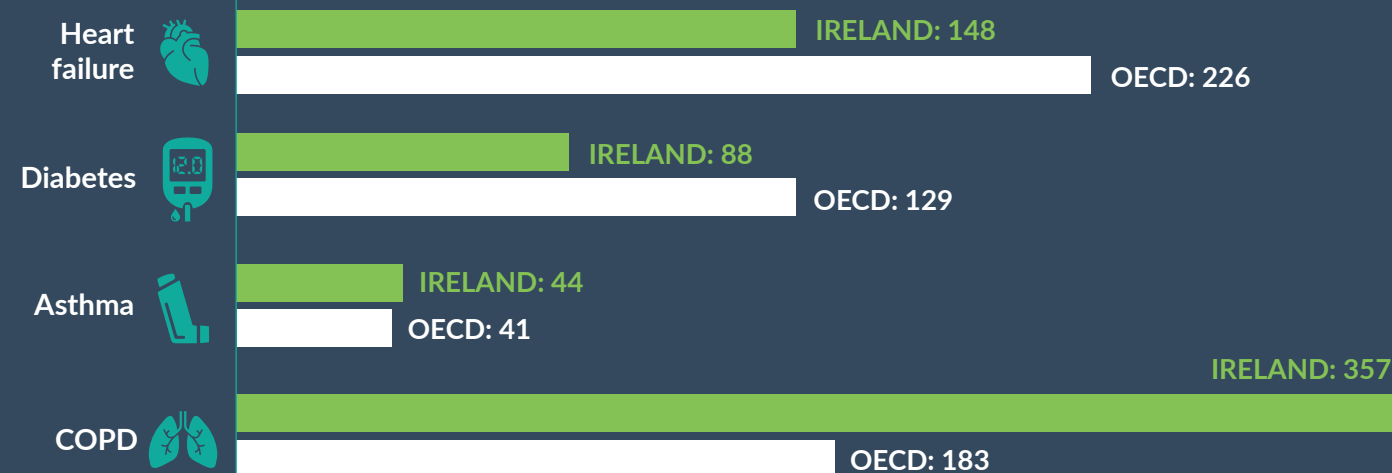 Heart
failure
IRELAND: 148
OECD: 226
Diabetes
12.0
IRELAND: 88
OECD: 129
Asthma
IRELAND: 44
OECD: 41
IRELAND: 357
COPD
OECD: 183